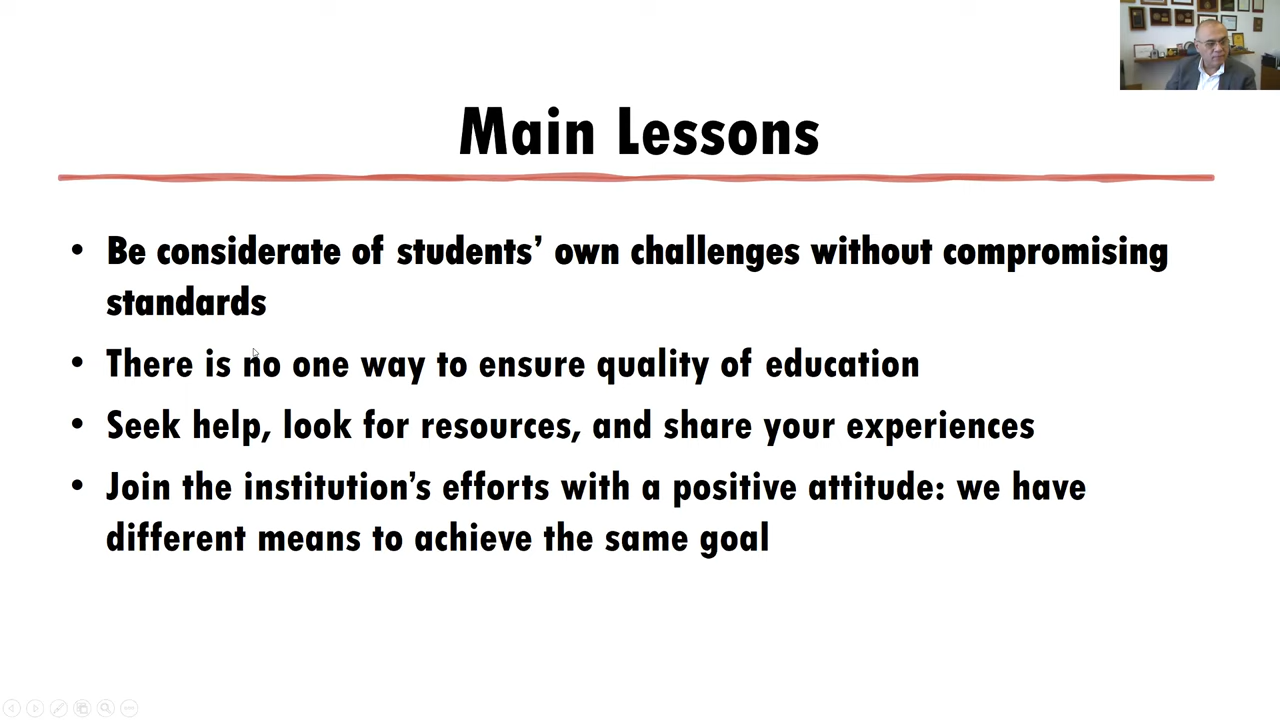 Main Lessons
• Be considerate of students’ own challenges without compromising
standards
• There is no one way to ensure quality of education
• Seek help, look for resources, and share your experiences
• Join the institution’s efforts with a positive attitude: we have
different means to achieve the same goal